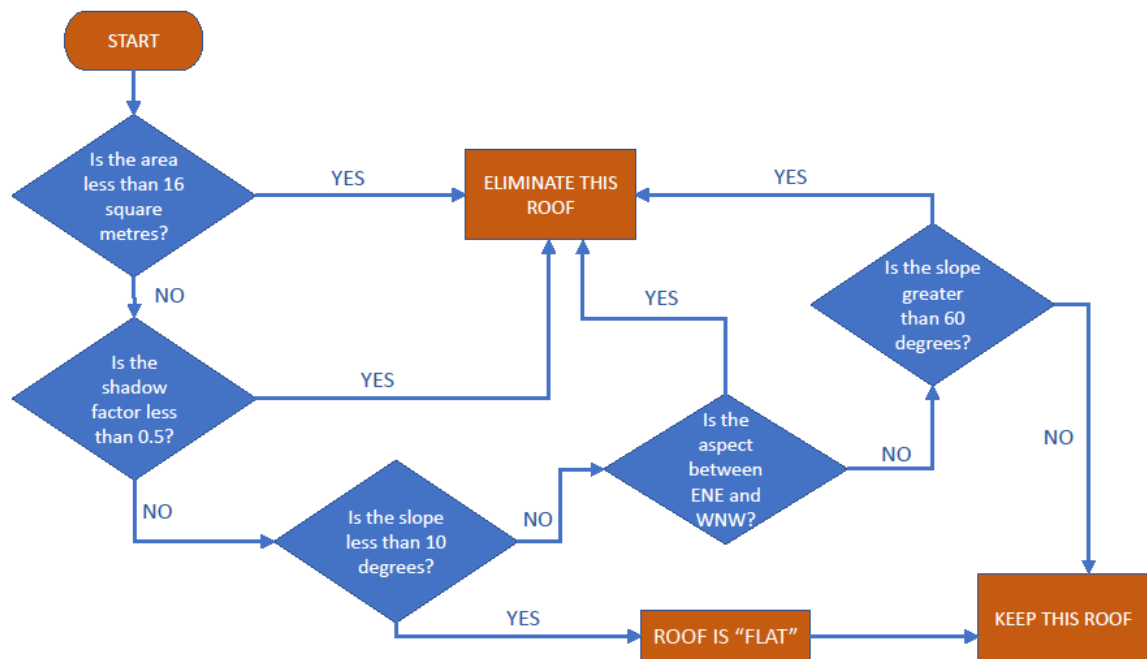 START
Is the area
less than 16
square
metres?
YES
ELIMINATE THIS
ROOF
YES
Is the slope
greater
than 60
degrees?
NO
YES
Is the
shadow
factor less
than 0.5?
YES
Is the
aspect
between
ENE and
WNW?
NO
NO
NO
Is the slope
less than 10
degrees?
NO
YES
ROOF IS “FLAT”
KEEP THIS ROOF